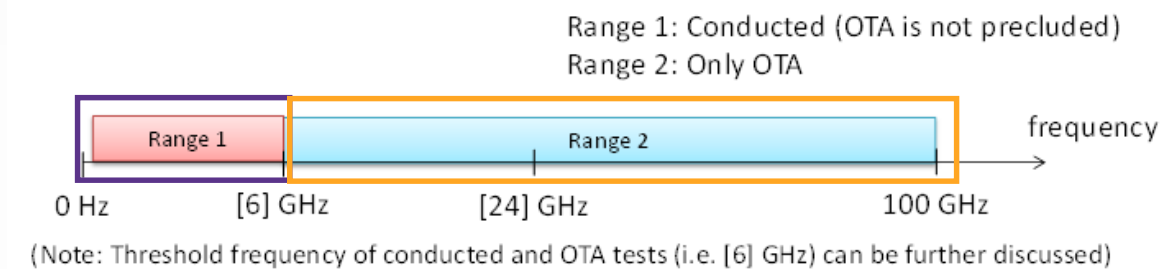 Range 1: Conducted (OTA is not precluded)
Range 2: Only OTA
Range 1
Range 2
frequency
0 Hz
[6] GHz
[24] GHz
100 GHz
(Note: Threshold frequency of conducted and OTA tests (i.e. [6] GHz) can be further discussed)